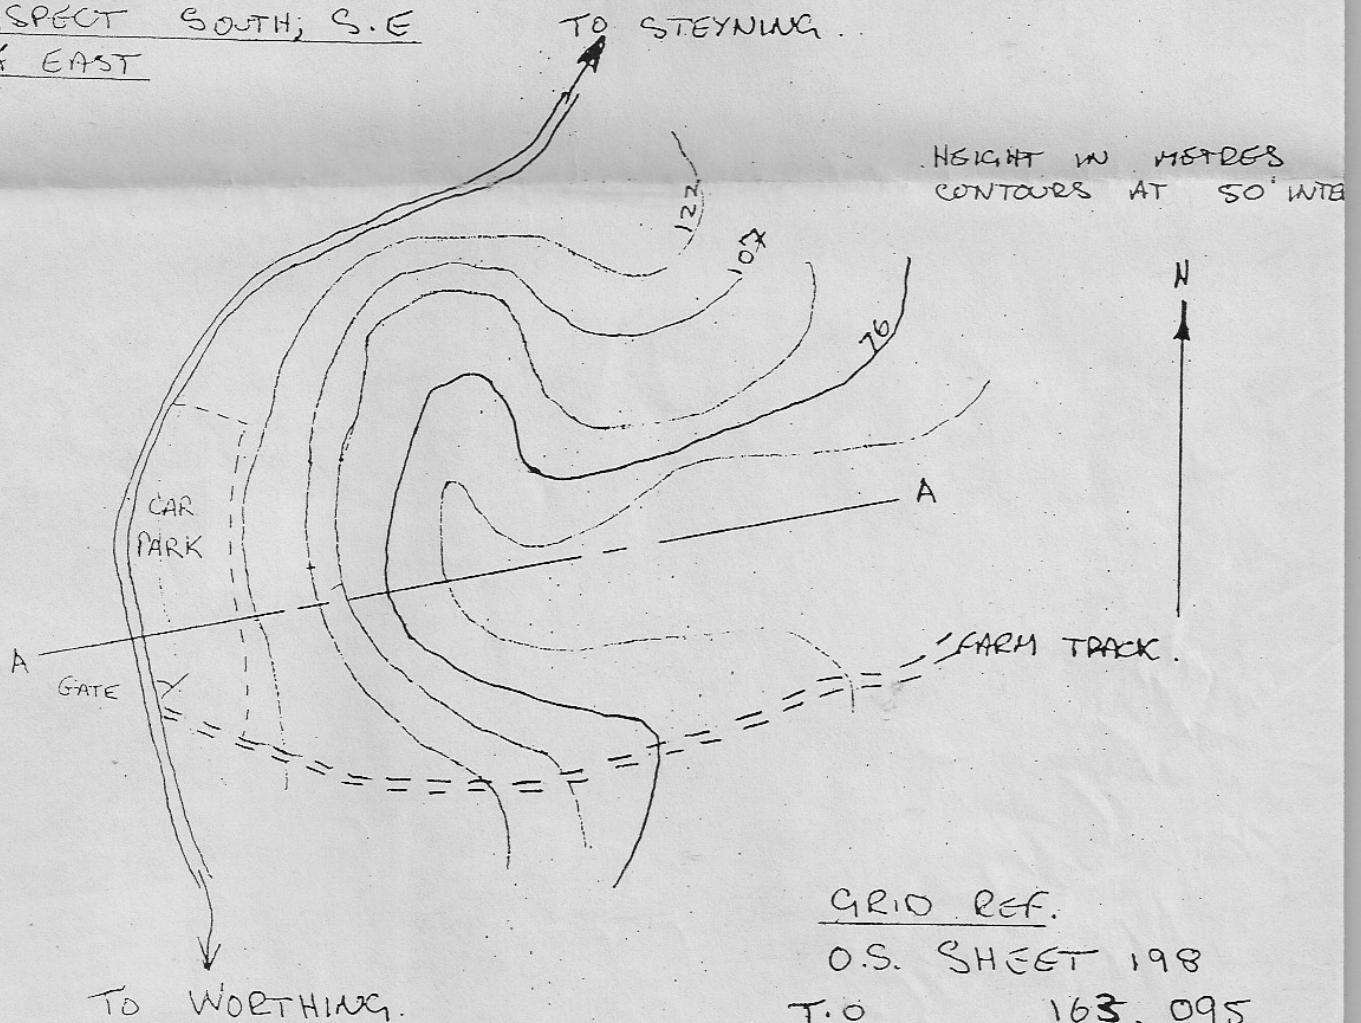 SPECT SOUTH; S.E
& EAST
TO STEYNING.
HEIGHT IN METRES
CONTOURS AT 50' INTE
122
107
N
76
A
CAR
PARK
A
GATE
FARM TRACK.
GRID REF.
O.S. SHEET 198
T.O 163. 095
TO WORTHING.